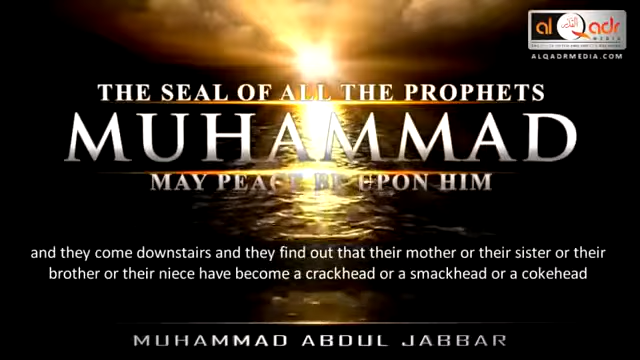 al Qadr
MEDIA
ALQADRMEDIA.COM
THE SEAL OF ALL THE PROPHETS
MUHAMMAD
MAY PEACE BE UPON HIM
and they come downstairs and they find out that their mother or their sister or their
brother or their niece have become a crackhead or a smackhead or a cokehead
MUHAMMAD ABDUL JABBAR